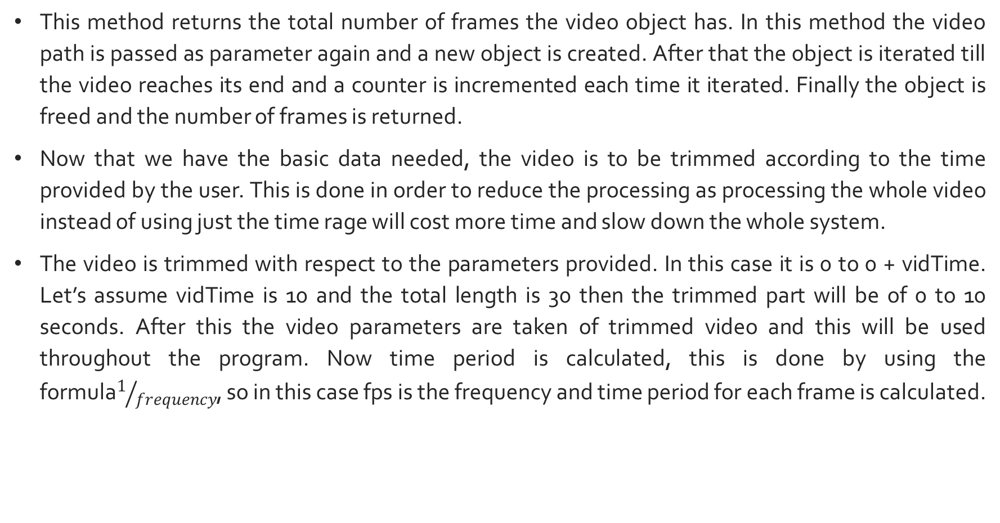 • This method returns the total number of frames the video object has. In this method the video
path is passed as parameter again and a new object is created. After that the object is iterated till
the video reaches its end and a counter is incremented each time it iterated. Finally the object is
freed and the number of frames is returned.
• Now that we have the basic data needed, the video is to be trimmed according to the time
provided by the user. This is done in order to reduce the processing as processing the whole video
instead of using just the time rage will cost more time and slow down the whole system.
• The video is trimmed with respect to the parameters provided. In this case it is 0 to 0 + vidTime.
Let’s assume vidTime is 10 and the total length is 30 then the trimmed part will be of 0 to 10
seconds. After this the video parameters are taken of trimmed video and this will be used
throughout the program. Now time period is calculated, this is done by using the
formula 1/frequency, so in this case fps is the frequency and time period for each frame is calculated.